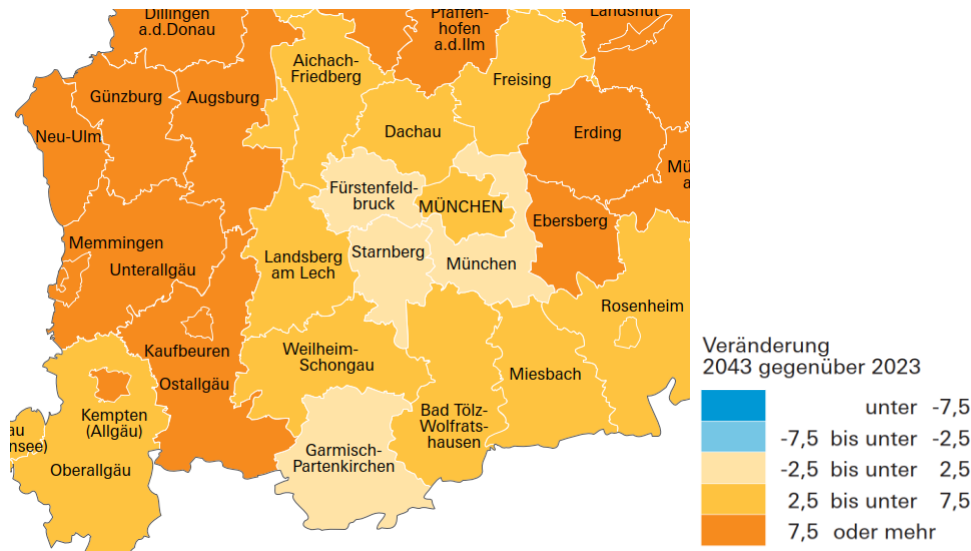 Dillingen
a.d.Donau
Pfaffen-
hofen
a.d.Ilm
Landshut
Aichach-
Friedberg
Freising
Günzburg
Augsburg
Neu-Ulm
Dachau
Erding
Mü
a
Fürstenfeld-
bruck
MÜNCHEN
Ebersberg
Memmingen
Unterallgäu
Landsberg
am Lech
Starnberg
München
Rosenheim
Kaufbeuren
Ostallgäu
Weilheim-
Schongau
Miesbach
Kempten
(Allgäu)
au
nsee)
Oberallgäu
Bad Tölz-
Wolfrats-
hausen
Garmisch-
Partenkirchen
Veränderung
2043 gegenüber 2023
unter -7,5
-7,5 bis unter -2,5
-2,5 bis unter 2,5
2,5 bis unter 7,5
7,5 oder mehr